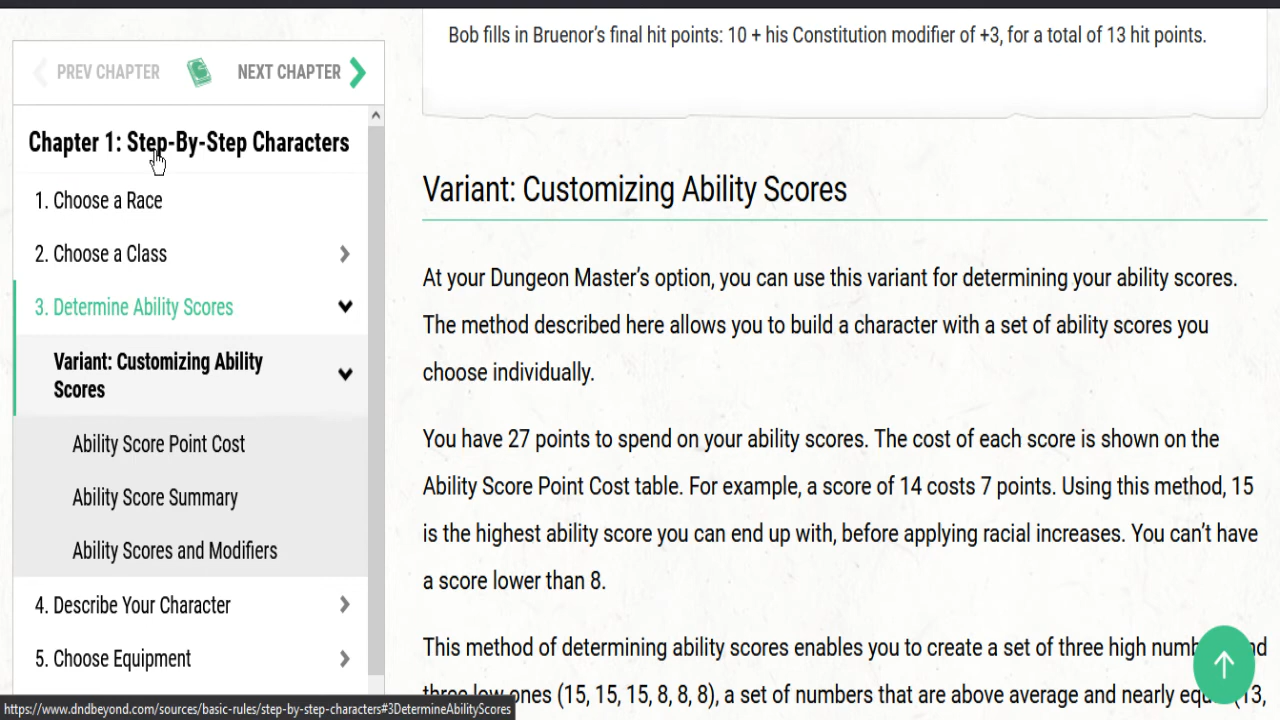 PREV CHAPTER
NEXT CHAPTER
Chapter 1: Step-By-Step Characters
1. Choose a Race
2. Choose a Class
3. Determine Ability Scores
Variant: Customizing Ability
Scores
Ability Score Point Cost
Ability Score Summary
Ability Scores and Modifiers
4. Describe Your Character
5. Choose Equipment
https://www.dndbeyond.com/sources/basic-rules/step-by-step-characters#3DetermineAbilityScores
Bob fills in Bruenor’s final hit points: 10 + his Constitution modifier of +3, for a total of 13 hit points.
Variant: Customizing Ability Scores
At your Dungeon Master’s option, you can use this variant for determining your ability scores.
The method described here allows you to build a character with a set of ability scores you
choose individually.
You have 27 points to spend on your ability scores. The cost of each score is shown on the
Ability Score Point Cost table. For example, a score of 14 costs 7 points. Using this method, 15
is the highest ability score you can end up with, before applying racial increases. You can’t have
a score lower than 8.
This method of determining ability scores enables you to create a set of three high
three low ones (15, 15, 15, 8, 8, 8), a set of numbers that are above average and nearly (13,